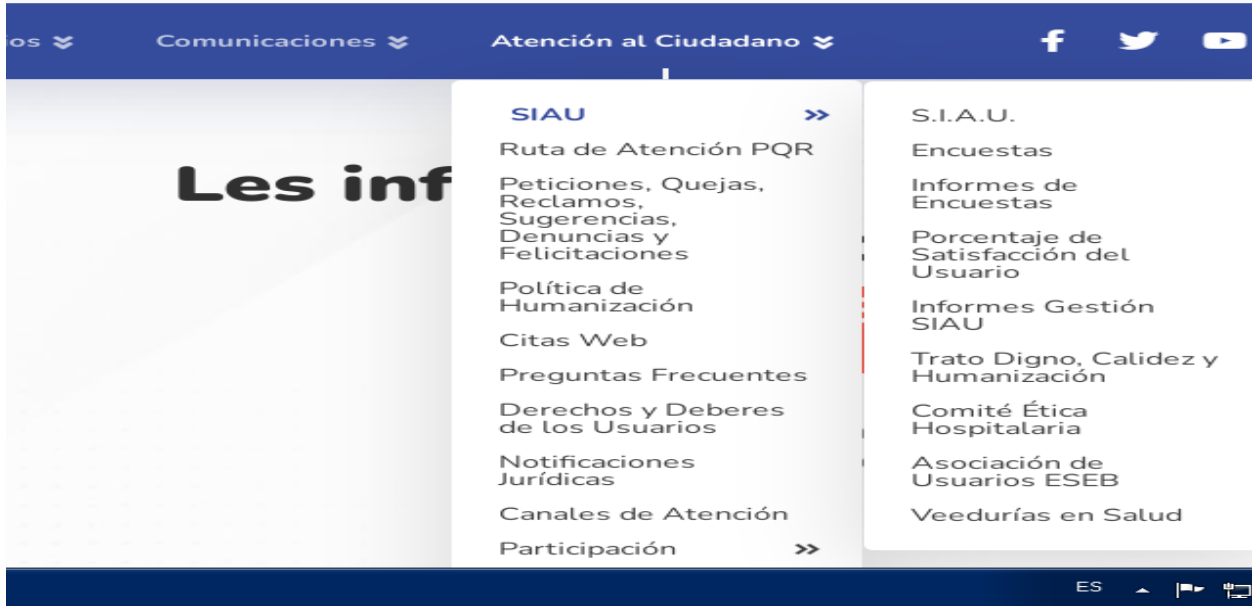 Comunicaciones
Atención al Ciudadano
Les inf
SIAU
Ruta de Atención PQR
Peticiones, Quejas,
Reclamos,
Sugerencias,
Denuncias y
Felicitaciones
Política de
Humanización
Citas Web
Preguntas Frecuentes
Derechos y Deberes
de los Usuarios
Notificaciones
Jurídicas
Canales de Atención
Participación
S.I.A.U.
Encuestas
Informes de
Encuestas
Porcentaje de
Satisfacción del
Usuario
Informes Gestión
SIAU
Trato Digno, Calidez y
Humanización
Comité Ética
Hospitalaria
Asociación de
Usuarios ESEB
Veedurías en Salud
ES